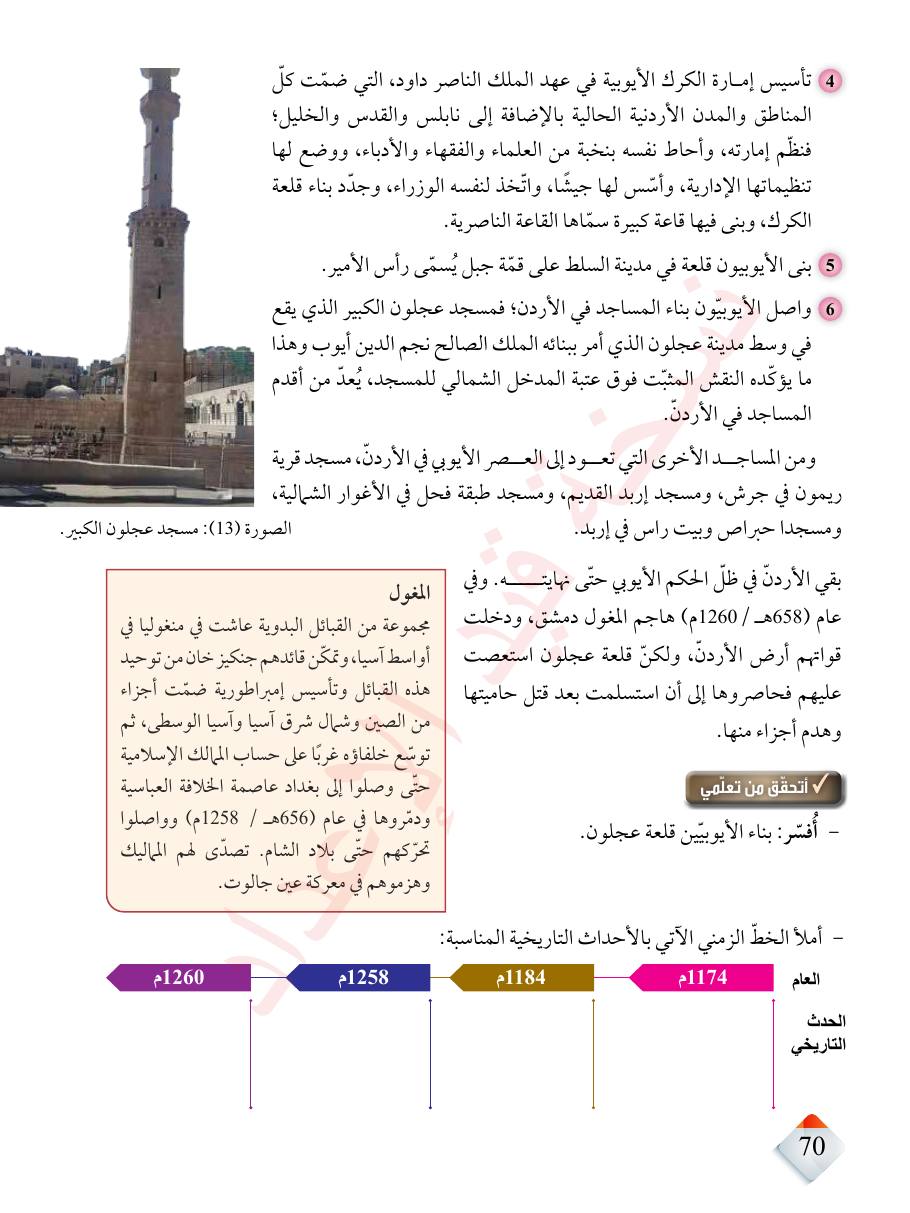 4 تأسيس إمـارة الكرك الأيوبية في عهد الملك الناصر داود، التي ضمّت كلّ
المناطق والمدن الأردنية الحالية بالإضافة إلى نابلس والقدس والخليل؛
فنظّم إمارته، وأحاط نفسه بنخبة من العلماء والفقهاء والأدباء، ووضع لها
تنظيماتها الإدارية، وأسّس لها جيشًا، واتّخذ لنفسه الوزراء، وجدّد بناء قلعة
الكرك، وبنى فيها قاعة كبيرة سمّاها القاعة الناصرية.
5 بنى الأيوبيون قلعة في مدينة السلط على قمّة جبل يُسمّى رأس الأمير.
6 واصل الأيوبيّون بناء المساجد في الأردن؛ فمسجد عجلون الكبير الذي يقع
في وسط مدينة عجلون الذي أمر ببنائه الملك الصالح نجم الدين أيوب وهذا
ما يؤكّده النقش المثبّت فوق عتبة المدخل الشمالي للمسجد، يُعدّ من أقدم
المساجد في الأردنّ.
ومن المساجـــد الأخرى التي تعـــود إلى العـــصر الأيوبي في الأردنّ، مسجد قرية
ريمون في جرش، ومسجد إربد القديم، ومسجد طبقة فحل في الأغوار الشمالية،
ومسجدا حبراص وبيت راس في إربد.
الصورة (13): مسجد عجلون الكبير.
بقي الأردنّ في ظلّ الحكم الأيوبي حتّى نهايتـــــه. وفي
عام (658هـ / 1260م) هاجم المغول دمشق، ودخلت
قواتهم أرض الأردنّ، ولكنّ قلعة عجلون استعصت
عليهم فحاصروها إلى أن استسلمت بعد قتل حاميتها
وهدم أجزاء منها.
المغول
مجموعة من القبائل البدوية عاشت في منغوليا في
أواسط آسيا، وتمكّن قائدهم جنكيز خان من توحيد
هذه القبائل وتأسيس إمبراطورية ضمّت أجزاء
من الصين وشمال شرق آسيا وآسيا الوسطى، ثم
توسّع خلفاؤه غربًا على حساب الممالك الإسلامية
حتّى وصلوا إلى بغداد عاصمة الخلافة العباسية
ودمّروها في عام (656هـ / 1258م) وواصلوا
تحرّكهم حتّى بلاد الشام. تصدّى لهم المماليك
وهزموهم في معركة عين جالوت.
✓ أتحقّق من تعلّمي
– أُفسّر: بناء الأيوبيّين قلعة عجلون.
– أملأ الخطّ الزمني الآتي بالأحداث التاريخية المناسبة:
العام 1174م 1184م 1258م 1260م
الحدث
التاريخي
70
نسخة قيد الإعداد